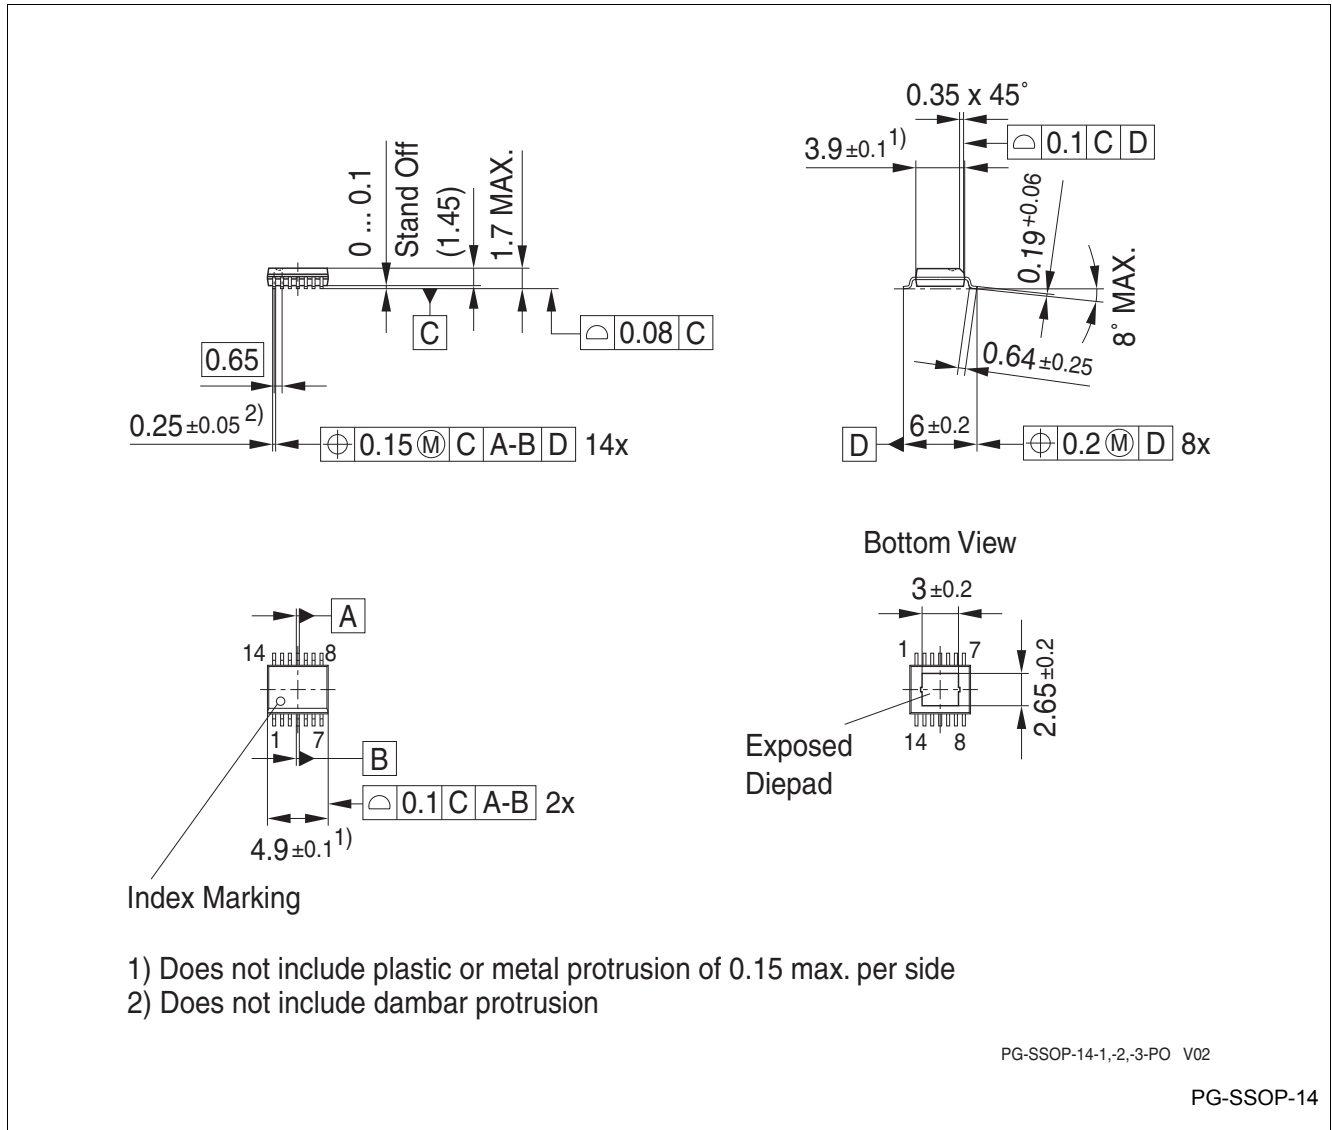 0.35 x 45°
3.9 ±0.1 1)
⌓ 0.1 C D
0 ... 0.1
Stand Off
(1.45)
1.7 MAX.
0.19 +0.06
8° MAX.
C
⌓ 0.08 C
0.65
0.64 ±0.25
0.25 ±0.05 2)
⌖ 0.15 Ⓜ C A-B D 14x
D
6 ±0.2
⌖ 0.2 Ⓜ D 8x
Bottom View
3 ±0.2
A
14 8
1 7
2.65 ±0.2
1 7
14 8
B
Exposed
Diepad
⌓ 0.1 C A-B 2x
4.9 ±0.1 1)
Index Marking
1) Does not include plastic or metal protrusion of 0.15 max. per side
2) Does not include dambar protrusion
PG-SSOP-14-1,-2,-3-PO V02
PG-SSOP-14